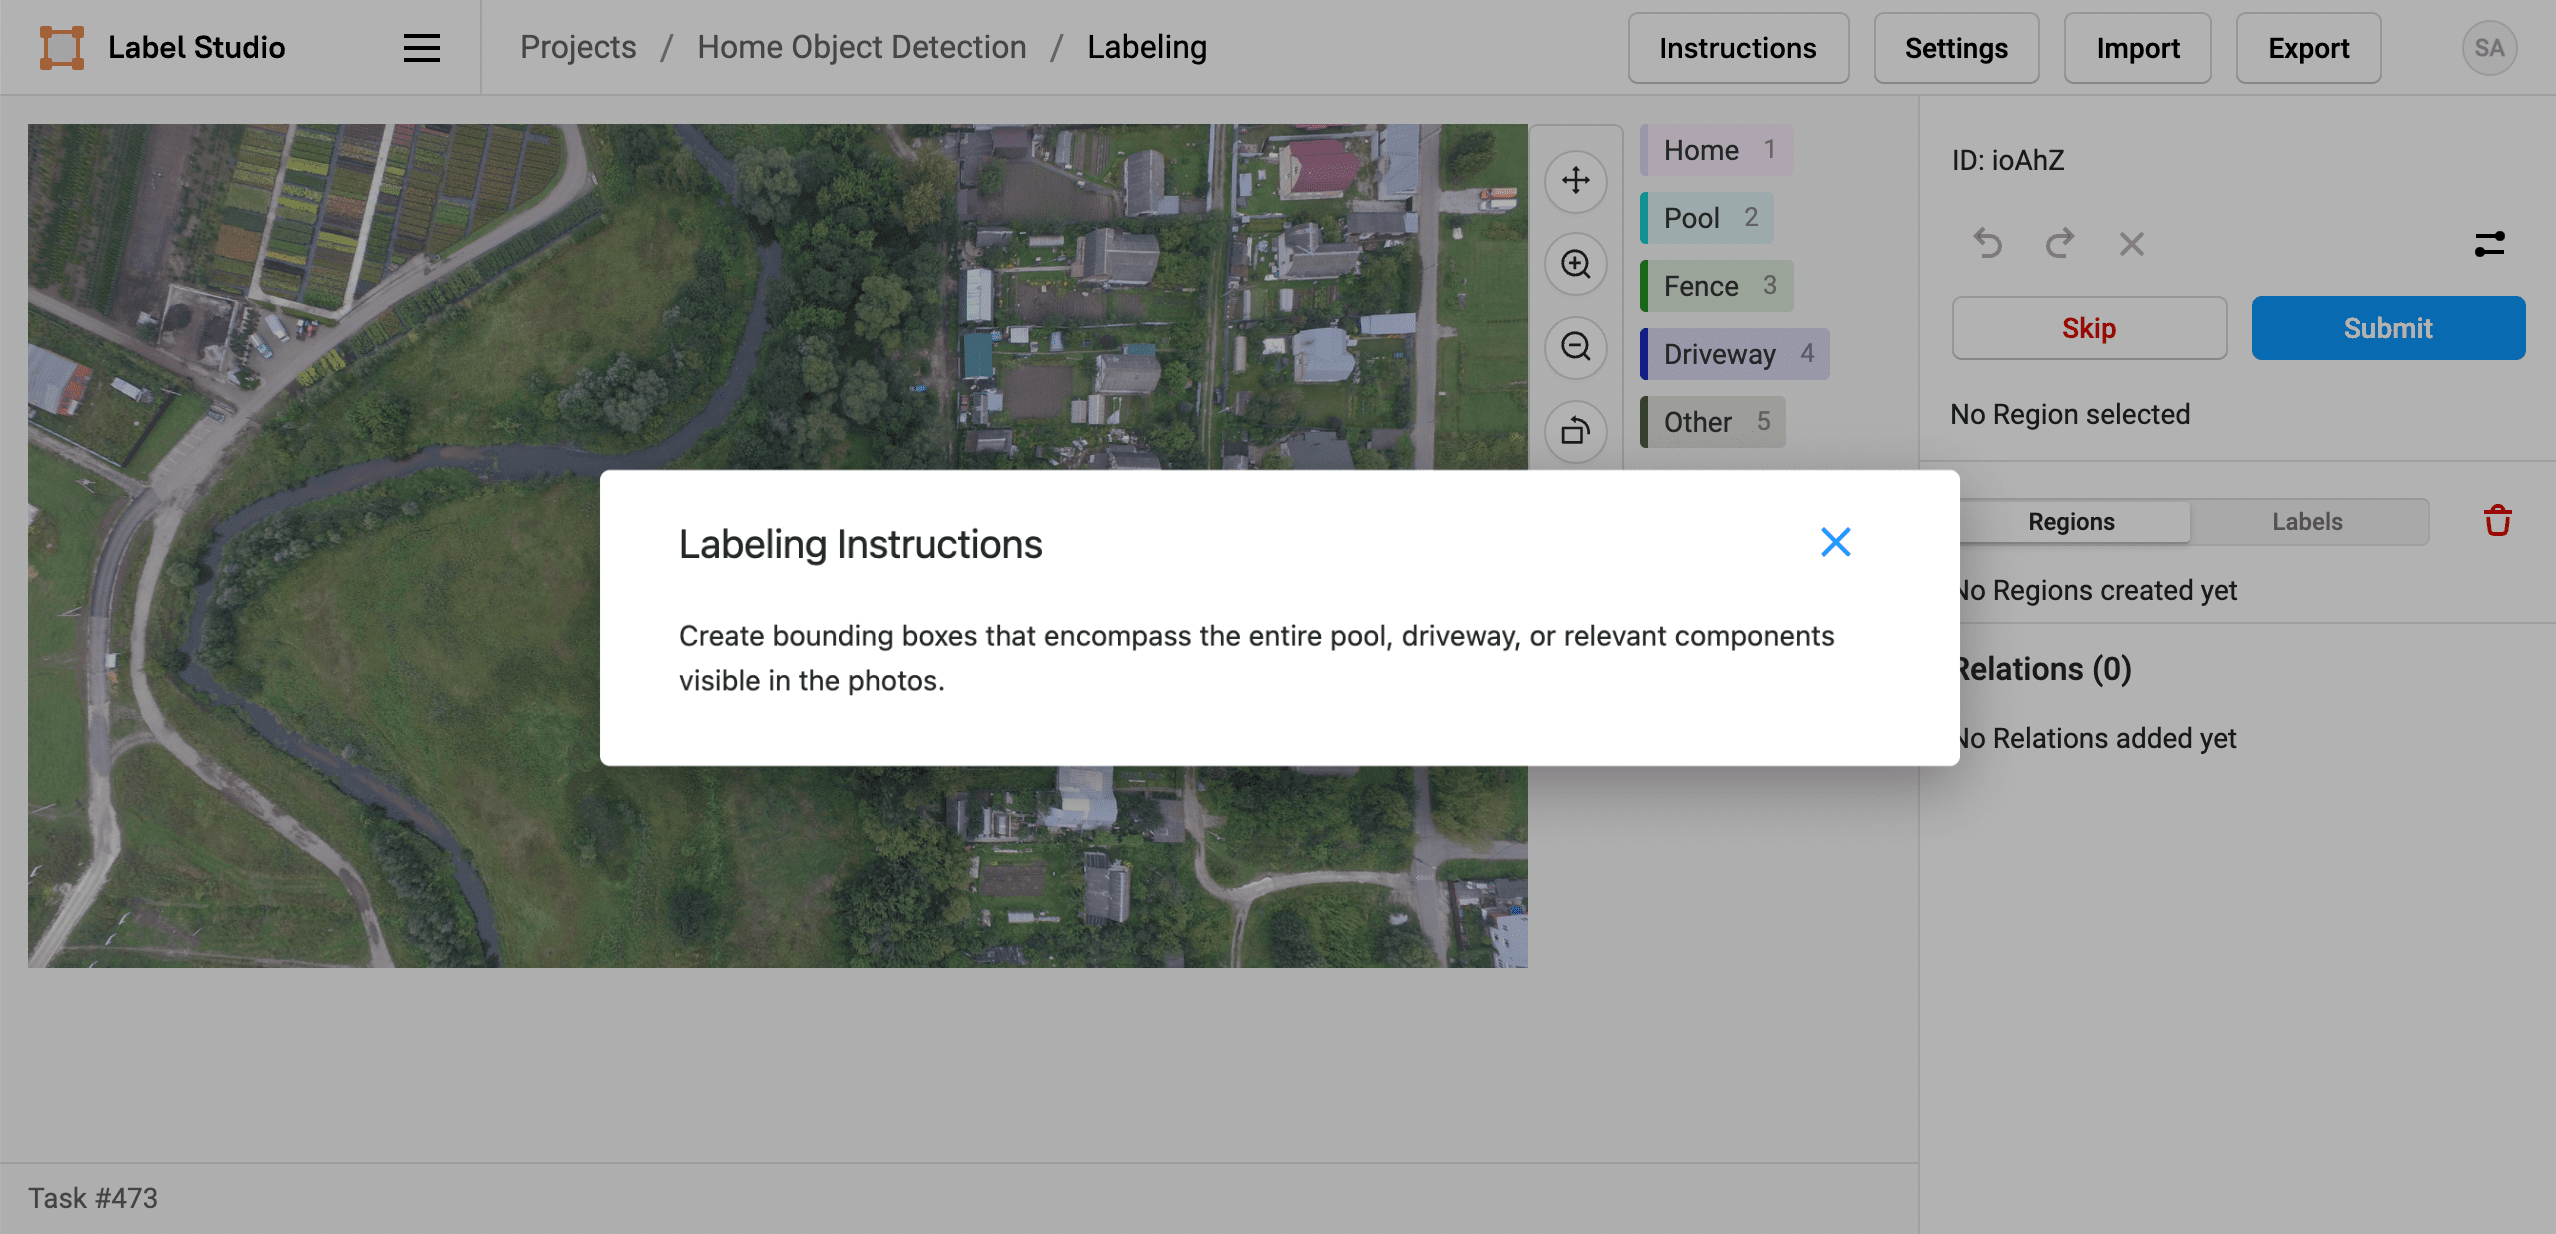 Label Studio
Projects / Home Object Detection / Labeling
Instructions
Settings
Import
Export
SA
Home 1
Pool 2
Fence 3
Driveway 4
Other 5
ID: ioAhZ
Skip
Submit
No Region selected
Regions
Labels
No Regions created yet
Relations (0)
No Relations added yet
Labeling Instructions
Create bounding boxes that encompass the entire pool, driveway, or relevant components
visible in the photos.
Task #473